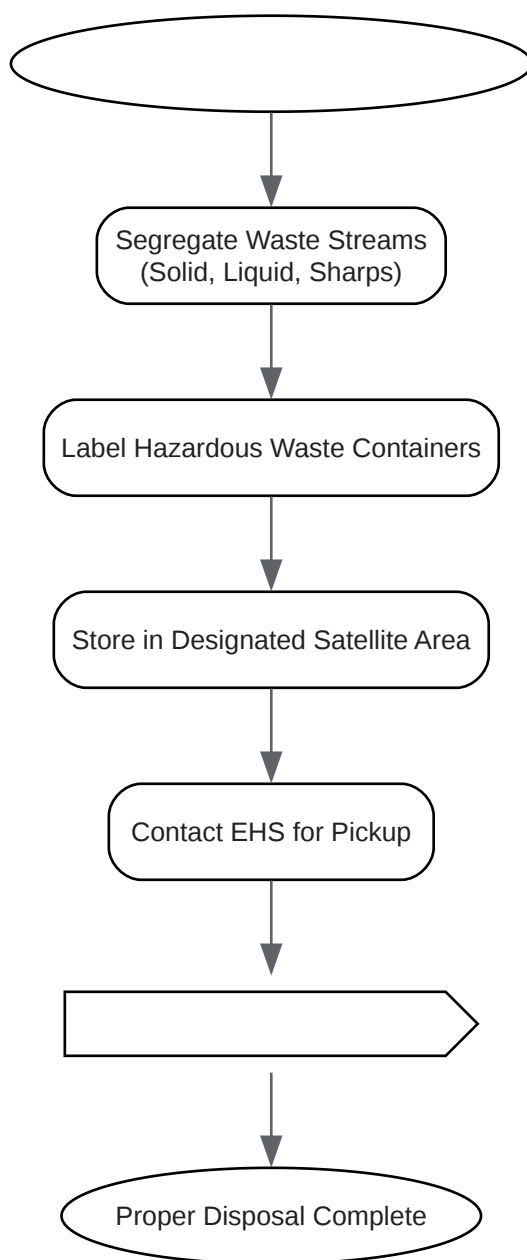 Segregate Waste Streams
(Solid, Liquid, Sharps)
Label Hazardous Waste Containers
Store in Designated Satellite Area
Contact EHS for Pickup
Proper Disposal Complete